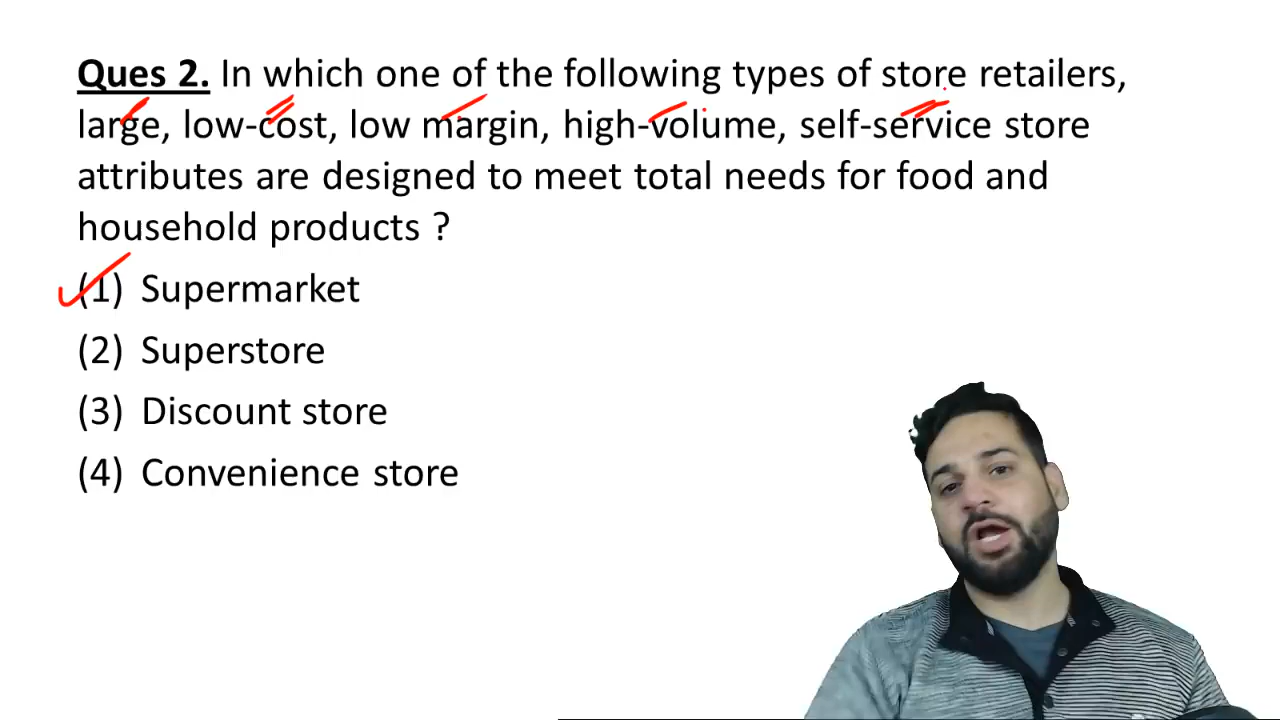 Ques 2. In which one of the following types of store retailers,
large, low-cost, low margin, high-volume, self-service store
attributes are designed to meet total needs for food and
household products ?
(1) Supermarket
(2) Superstore
(3) Discount store
(4) Convenience store